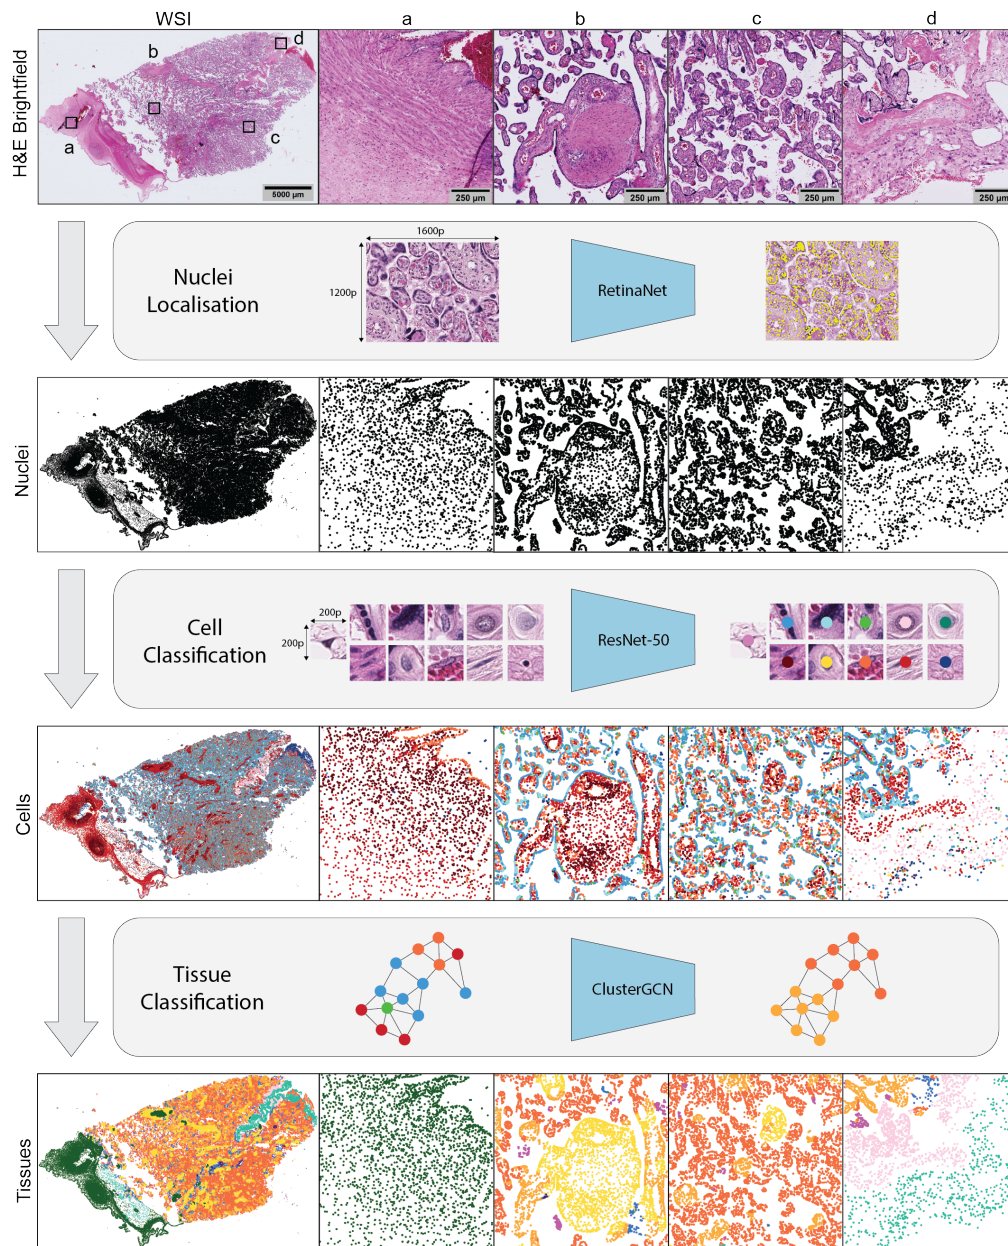 WSI a b c d
H&E Brightfield
b
d
a
c
5000 µm
250 µm
250 µm
250 µm
250 µm
Nuclei
Localisation
1600p
1200p
RetinaNet
Nuclei
Cell
Classification
200p
200p
ResNet-50
Cells
Tissue
Classification
ClusterGCN
Tissues